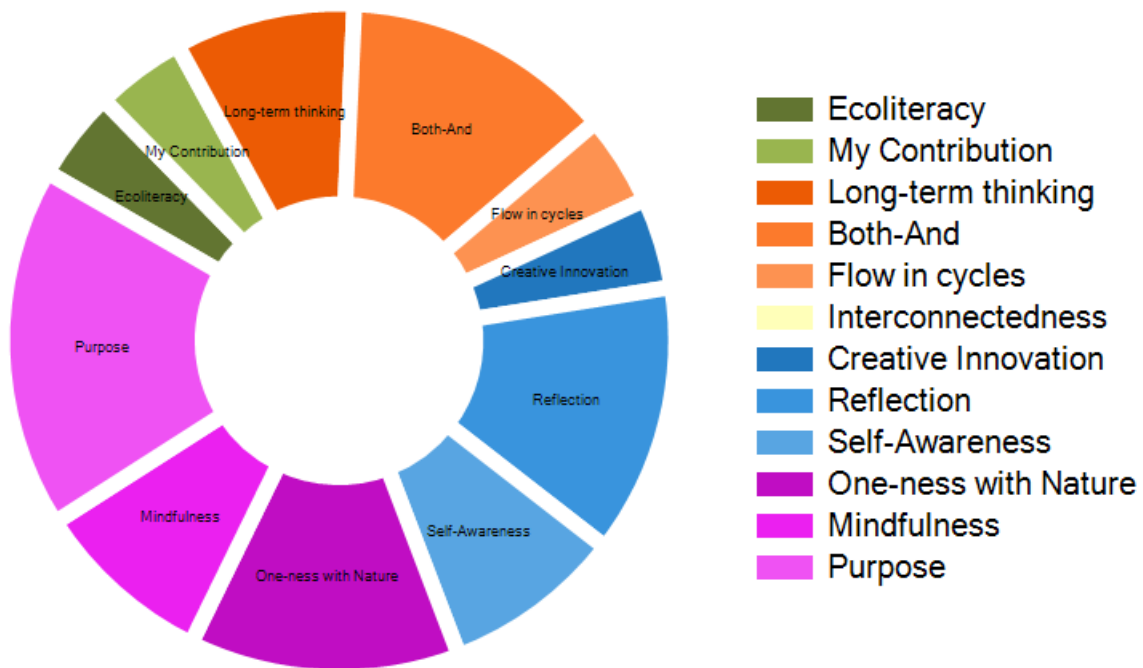 Long-term thinking
Both-And
My Contribution
Ecoliteracy
Flow in cycles
Creative Innovation
Purpose
Reflection
Mindfulness
Self-Awareness
One-ness with Nature
Ecoliteracy
My Contribution
Long-term thinking
Both-And
Flow in cycles
Interconnectedness
Creative Innovation
Reflection
Self-Awareness
One-ness with Nature
Mindfulness
Purpose